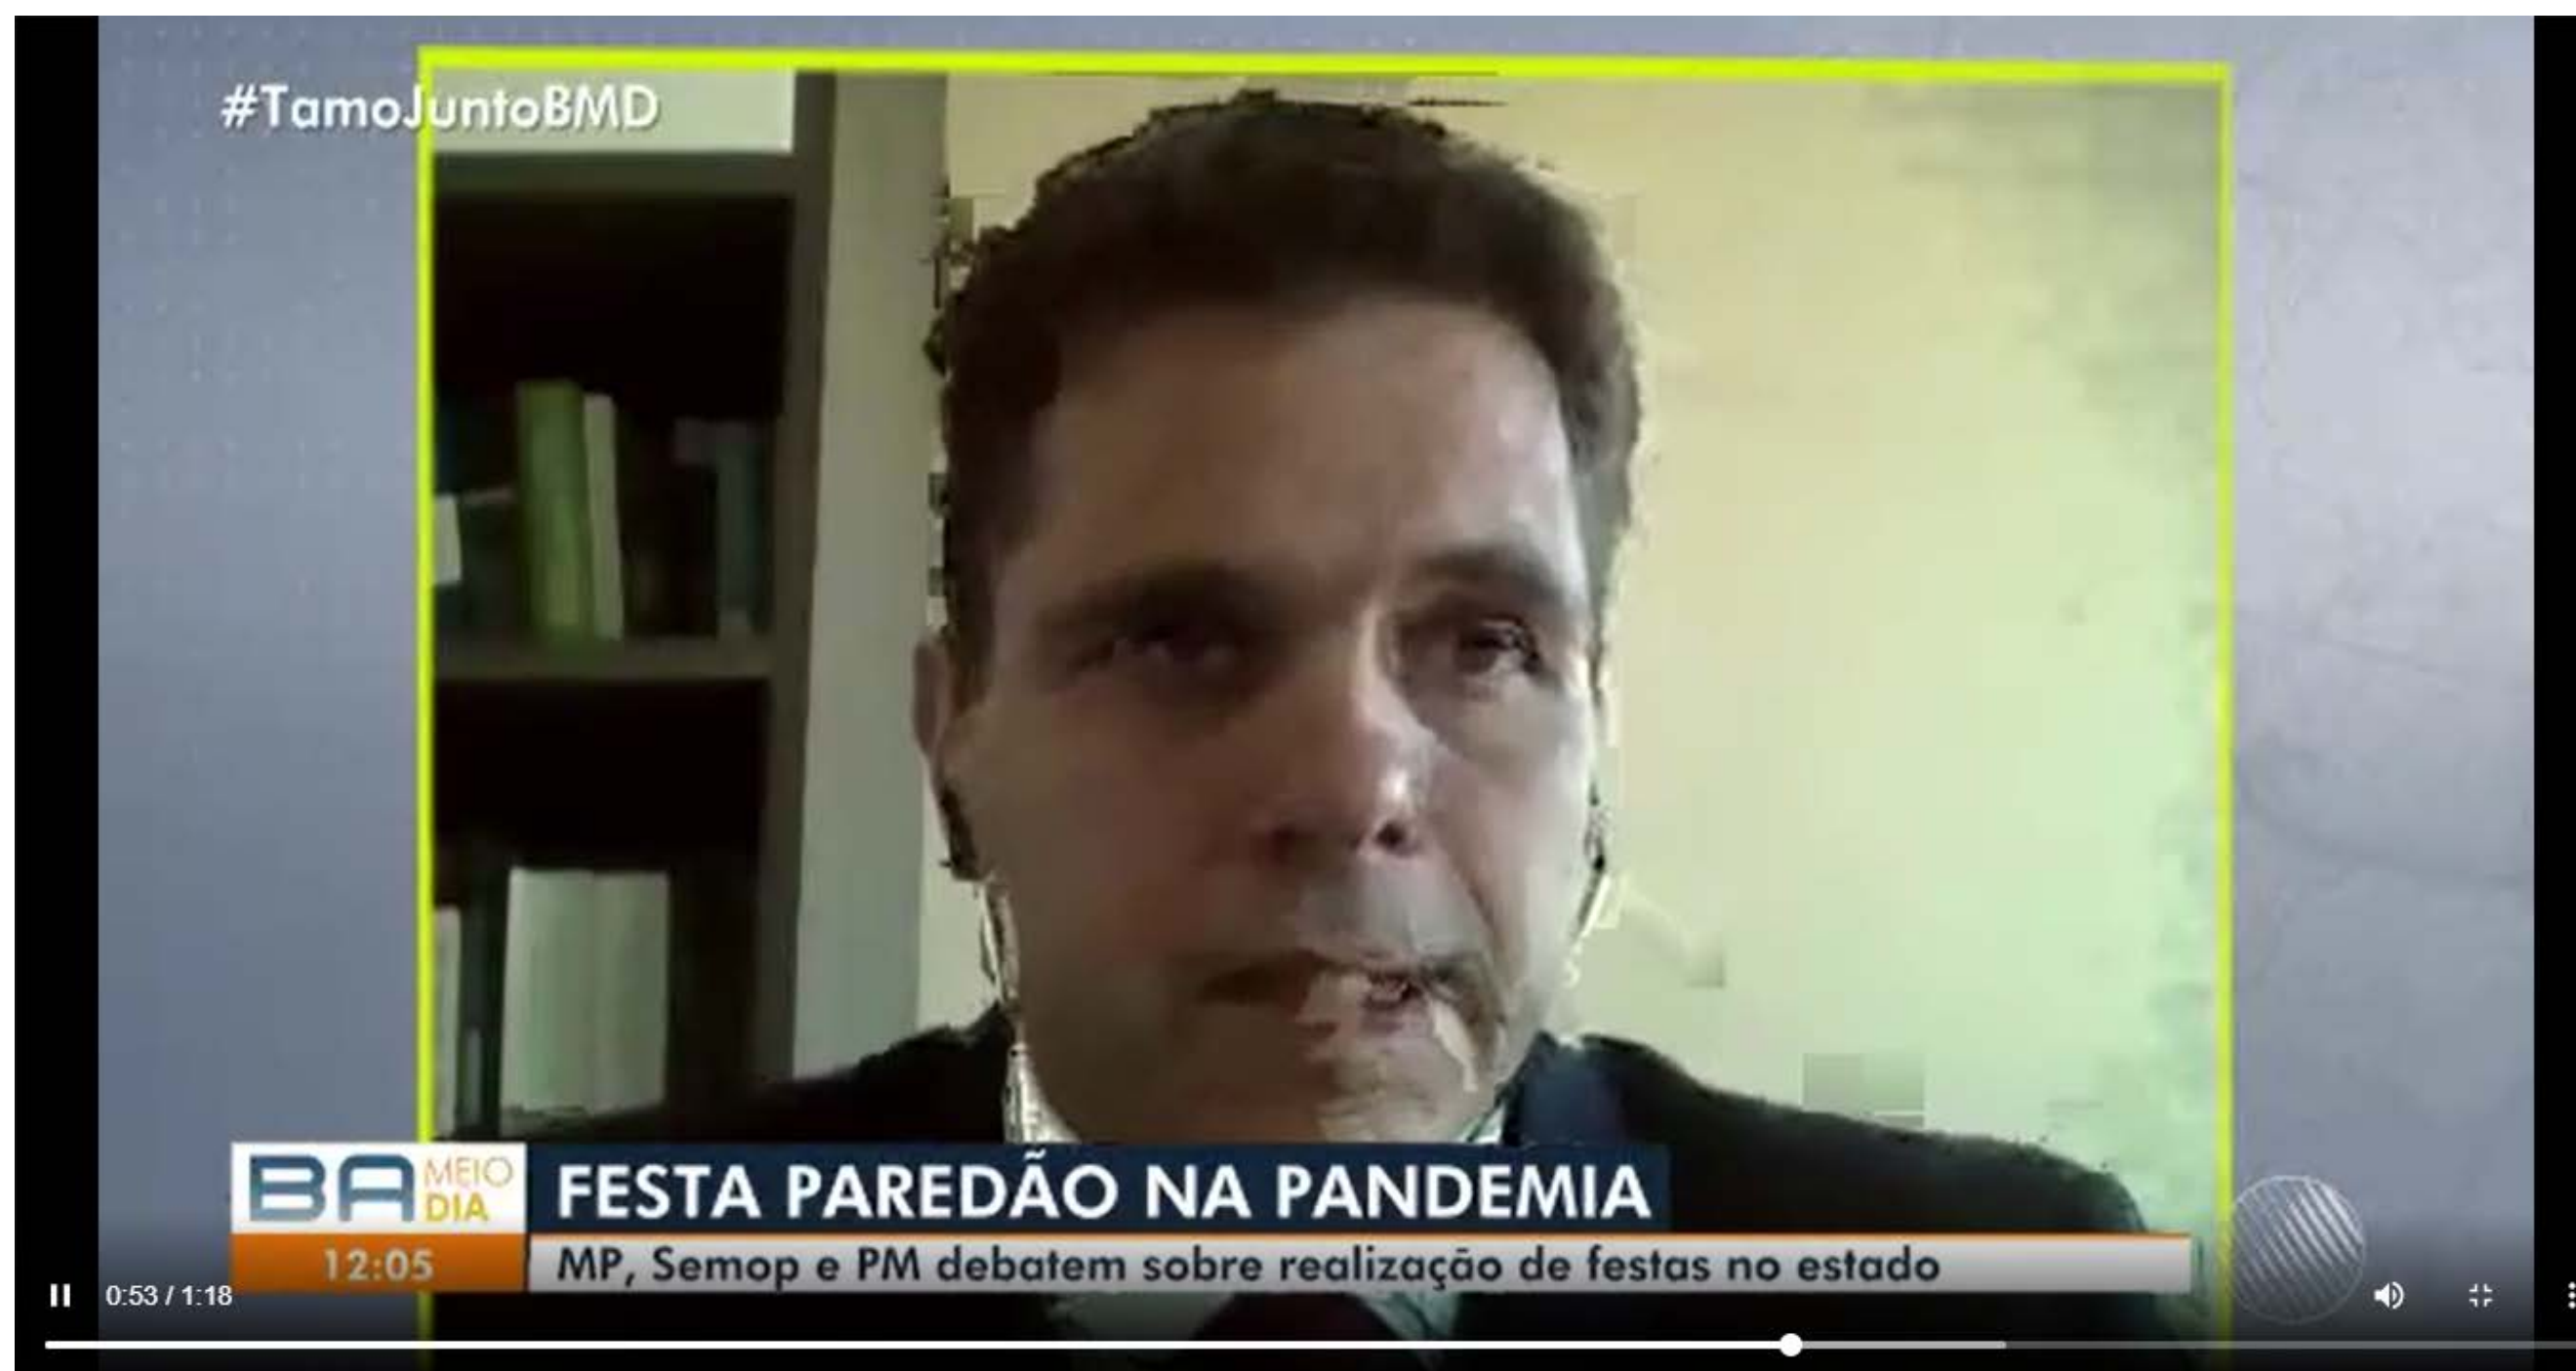 #TamoJuntoBMD
BA MEIO DIA
FESTA PAREDÃO NA PANDEMIA
12:05
MP, Semop e PM debatem sobre realização de festas no estado
0:53 / 1:18